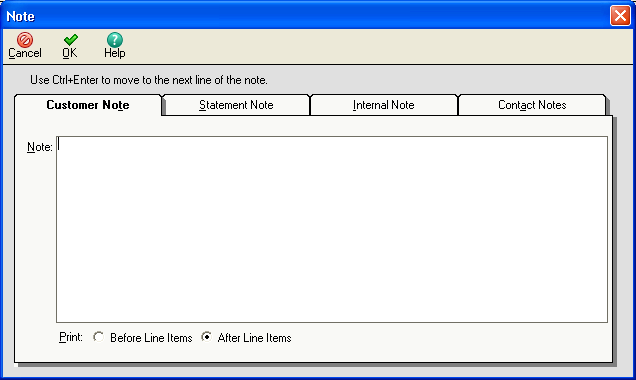 Note
Cancel OK Help
Use Ctrl+Enter to move to the next line of the note.
Customer Note Statement Note Internal Note Contact Notes
Note:
Print: Before Line Items After Line Items